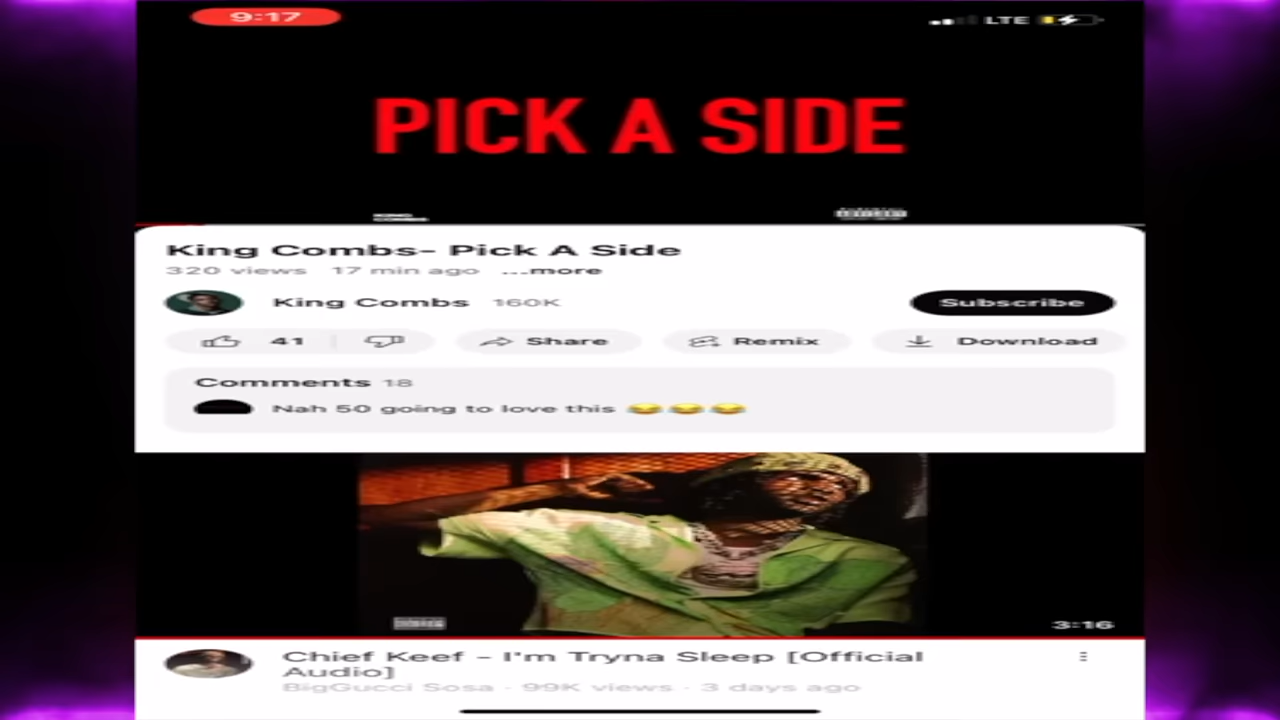 9:17
LTE
PICK A SIDE
KING
COMBS
King Combs- Pick A Side
320 views 17 min ago ...more
King Combs 160K
Subscribe
41
Share
Remix
Download
Comments 18
Nah 50 going to love this 😂😂😂
3:16
Chief Keef - I'm Tryna Sleep [Official
Audio]
BigGucci Sosa · 99K views · 3 days ago